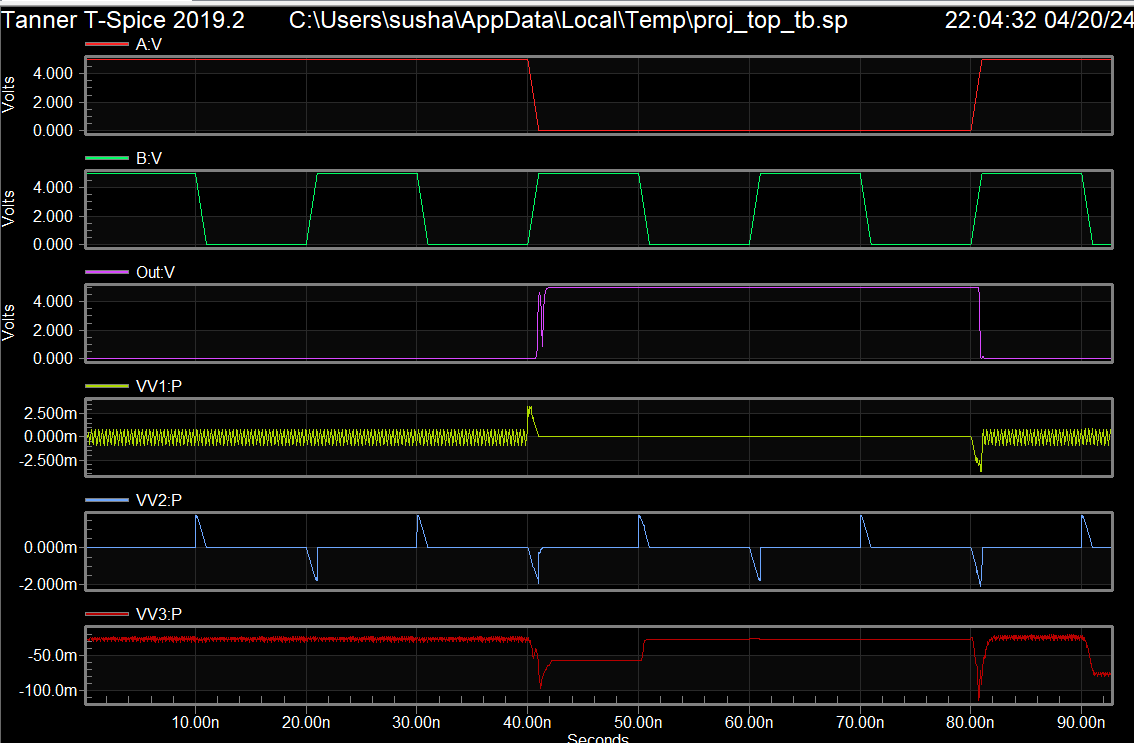 Tanner T-Spice 2019.2 C:\Users\susha\AppData\Local\Temp\proj_top_tb.sp 22:04:32 04/20/24
A:V
Volts
4.000
2.000
0.000
B:V
Volts
4.000
2.000
0.000
Out:V
Volts
4.000
2.000
0.000
VV1:P
2.500m
0.000m
-2.500m
VV2:P
0.000m
-2.000m
VV3:P
-50.0m
-100.0m
10.00n 20.00n 30.00n 40.00n 50.00n 60.00n 70.00n 80.00n 90.00n
Seconds